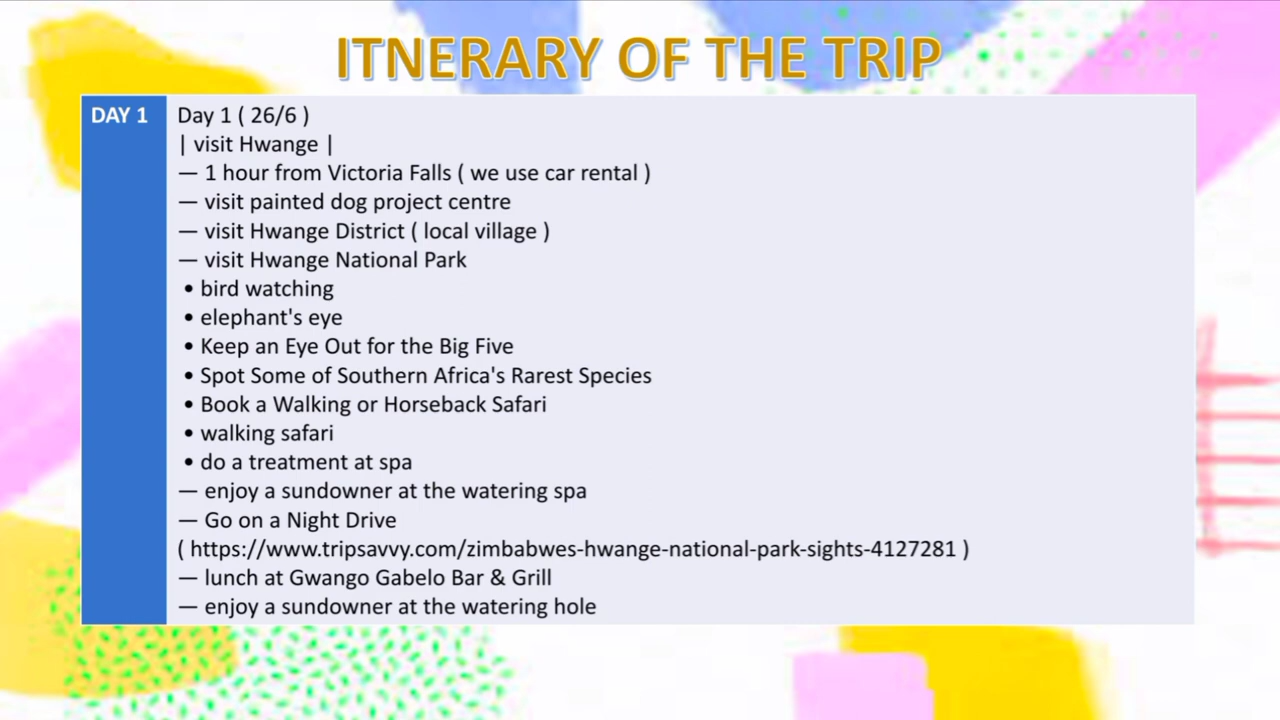 ITNERARY OF THE TRIP
DAY 1
Day 1 ( 26/6 )
| visit Hwange |
— 1 hour from Victoria Falls ( we use car rental )
— visit painted dog project centre
— visit Hwange District ( local village )
— visit Hwange National Park
• bird watching
• elephant's eye
• Keep an Eye Out for the Big Five
• Spot Some of Southern Africa's Rarest Species
• Book a Walking or Horseback Safari
• walking safari
• do a treatment at spa
— enjoy a sundowner at the watering spa
— Go on a Night Drive
( https://www.tripsavvy.com/zimbabwes-hwange-national-park-sights-4127281 )
— lunch at Gwango Gabelo Bar & Grill
— enjoy a sundowner at the watering hole